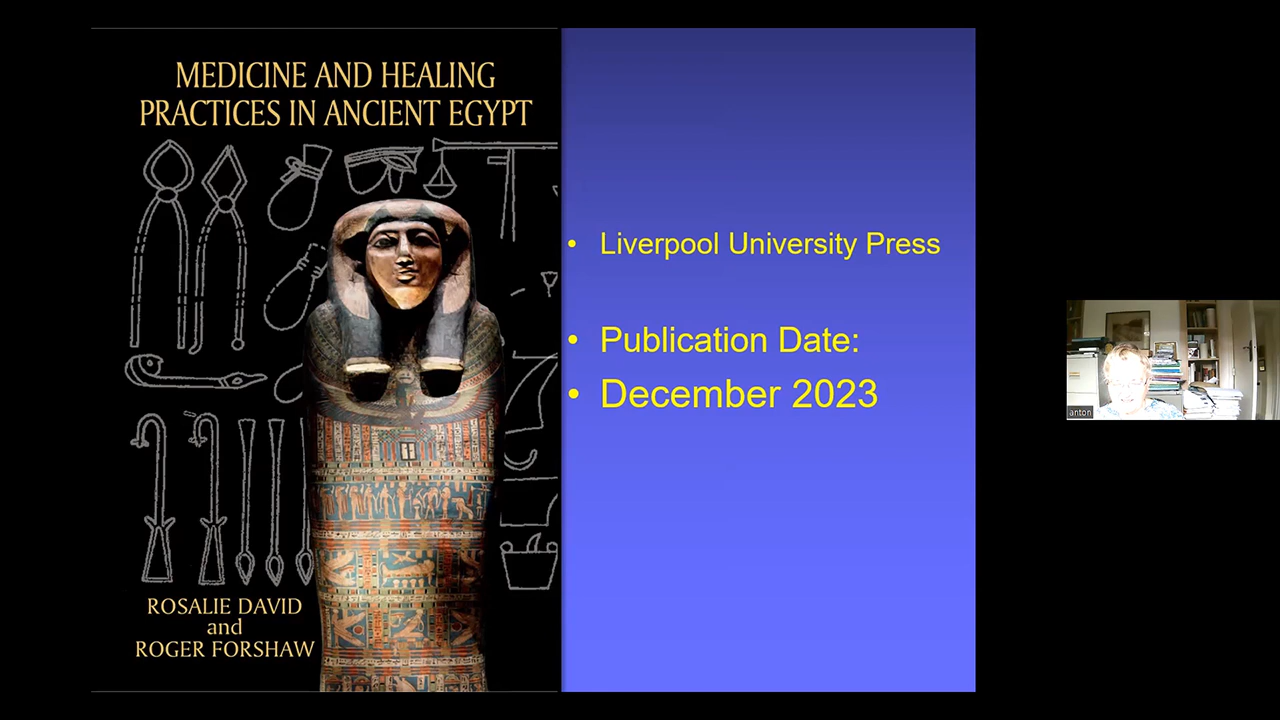 MEDICINE AND HEALING
PRACTICES IN ANCIENT EGYPT
ROSALIE DAVID
and
ROGER FORSHAW
• Liverpool University Press
• Publication Date:
• December 2023
anton